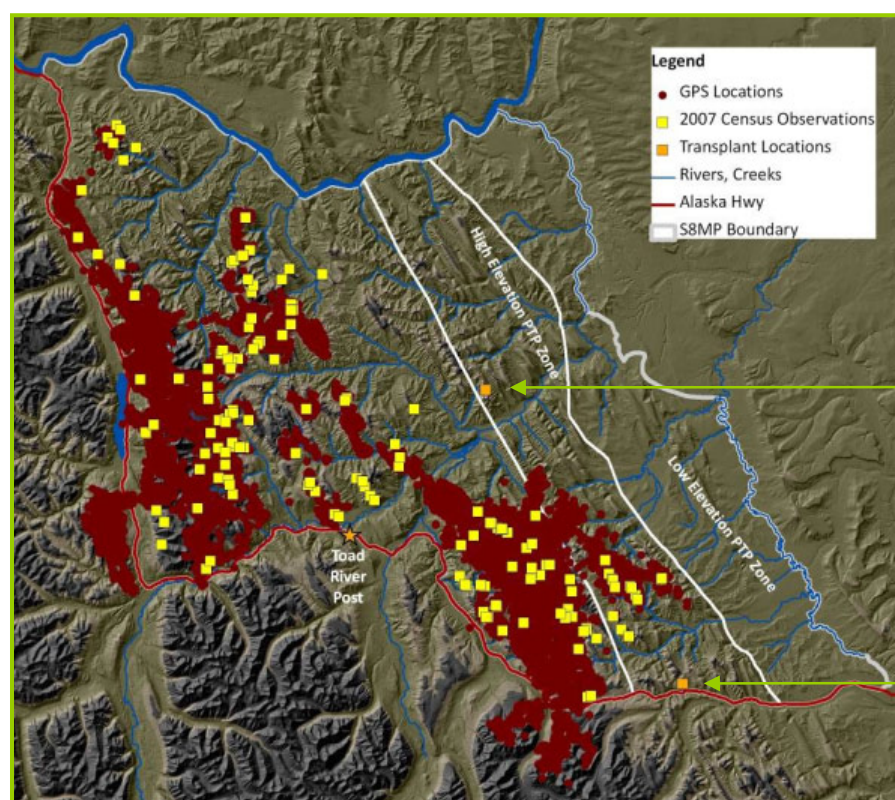 Legend
GPS Locations
2007 Census Observations
Transplant Locations
Rivers, Creeks
Alaska Hwy
S8MP Boundary
High Elevation PTP Zone
Low Elevation PTP Zone
Toad
River
Post